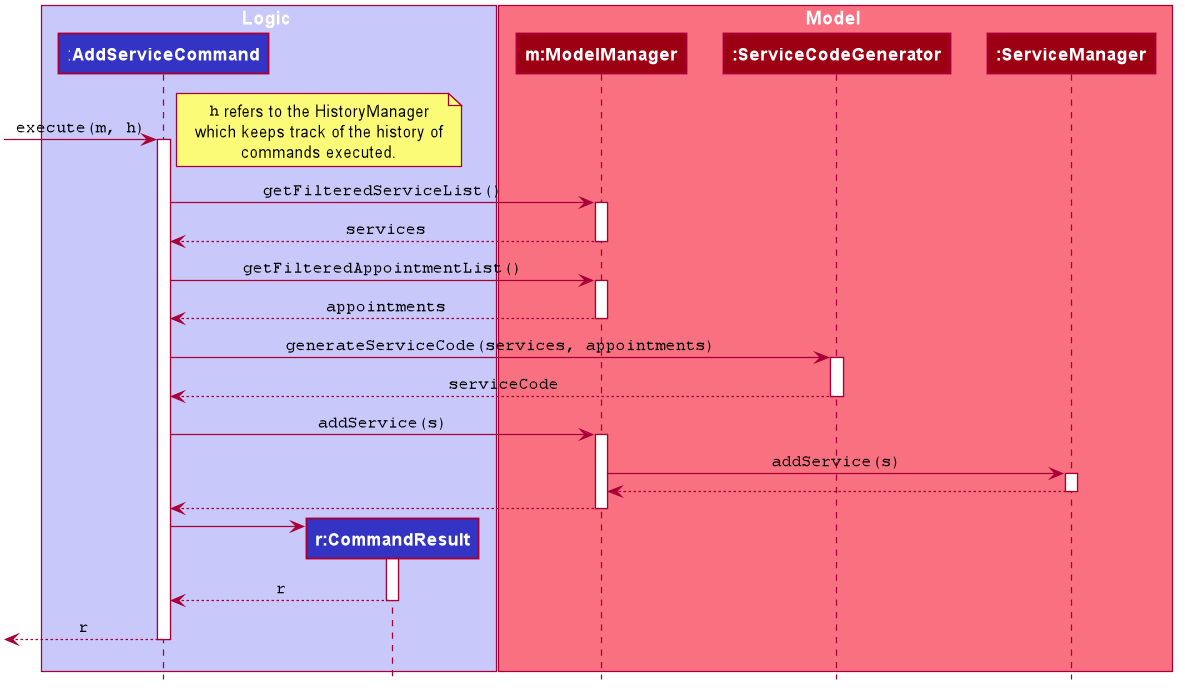 Logic
Model
:AddServiceCommand
m:ModelManager
:ServiceCodeGenerator
:ServiceManager
h refers to the HistoryManager
which keeps track of the history of
commands executed.
execute(m, h)
getFilteredServiceList()
services
getFilteredAppointmentList()
appointments
generateServiceCode(services, appointments)
serviceCode
addService(s)
addService(s)
r:CommandResult
r
r